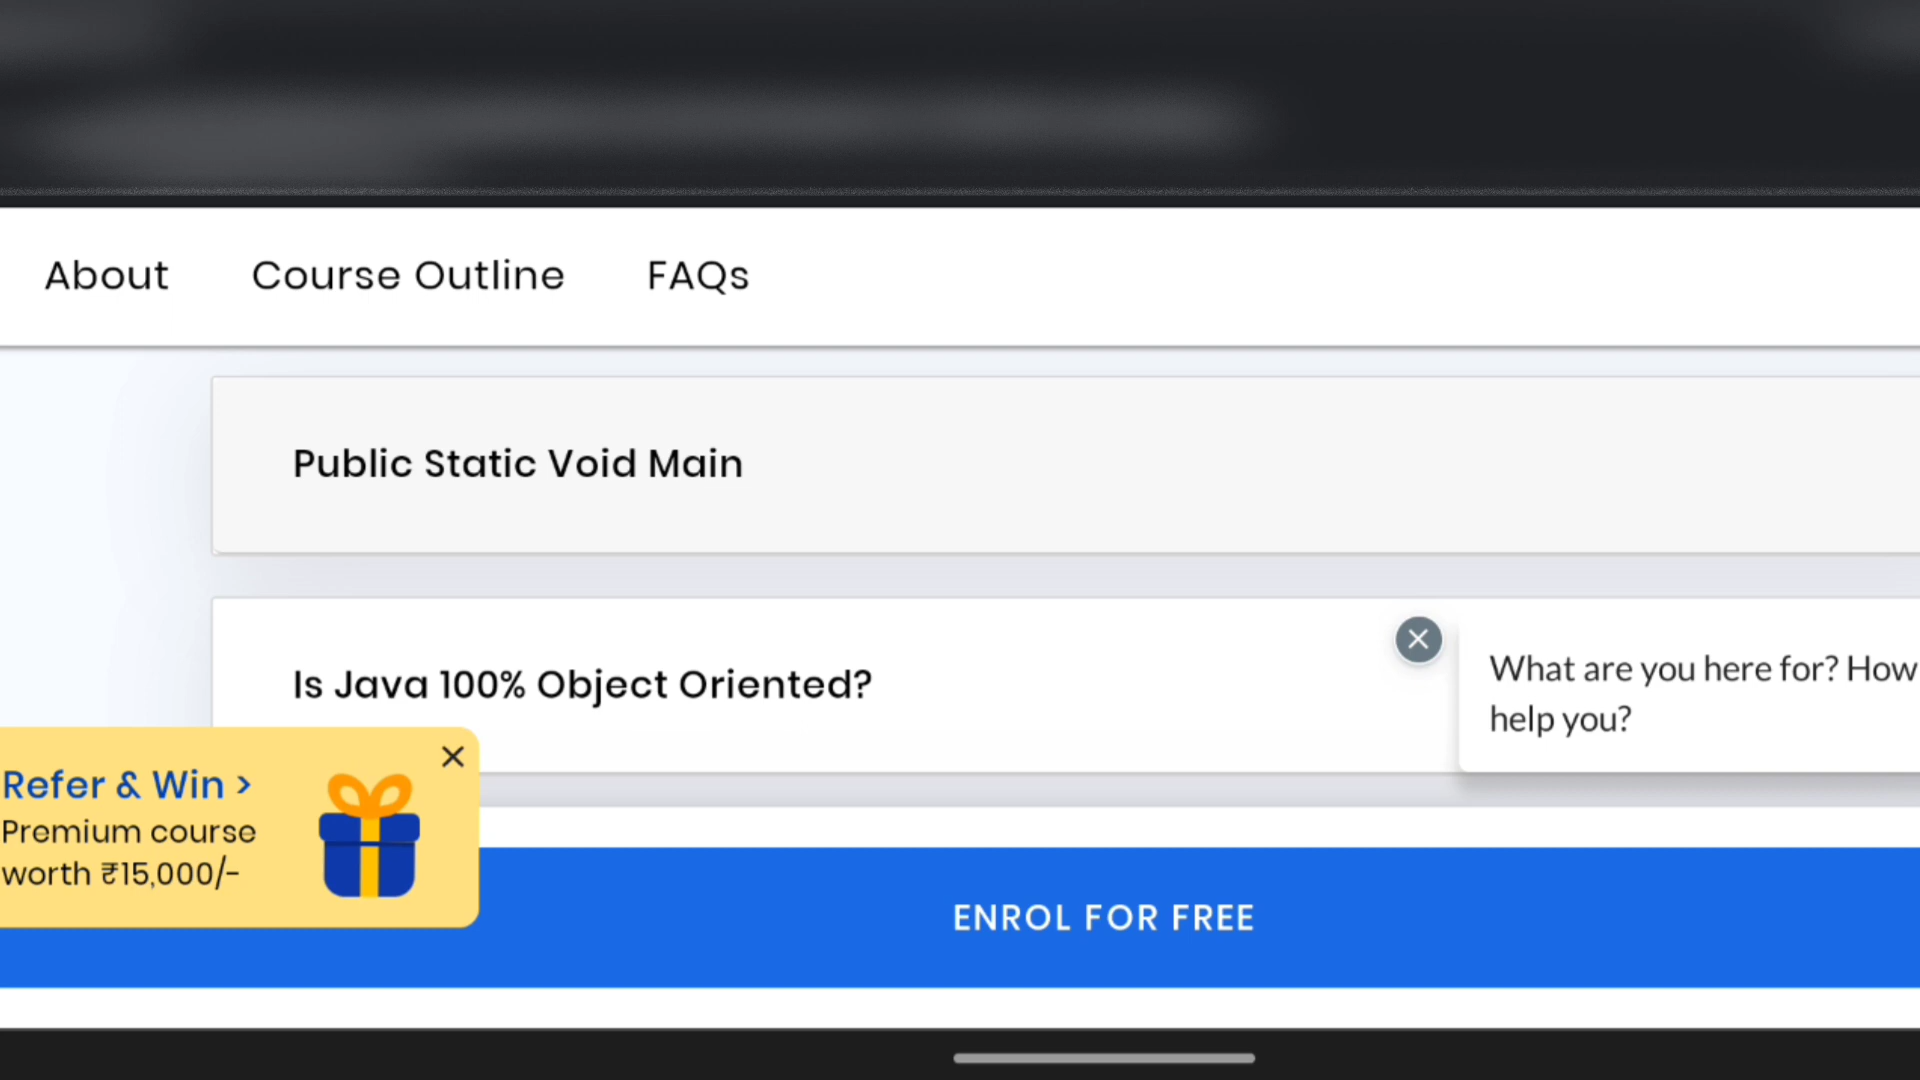 About Course Outline FAQs
Public Static Void Main
Is Java 100% Object Oriented?
What are you here for? How
help you?
Refer & Win >
Premium course
worth ₹15,000/-
ENROL FOR FREE